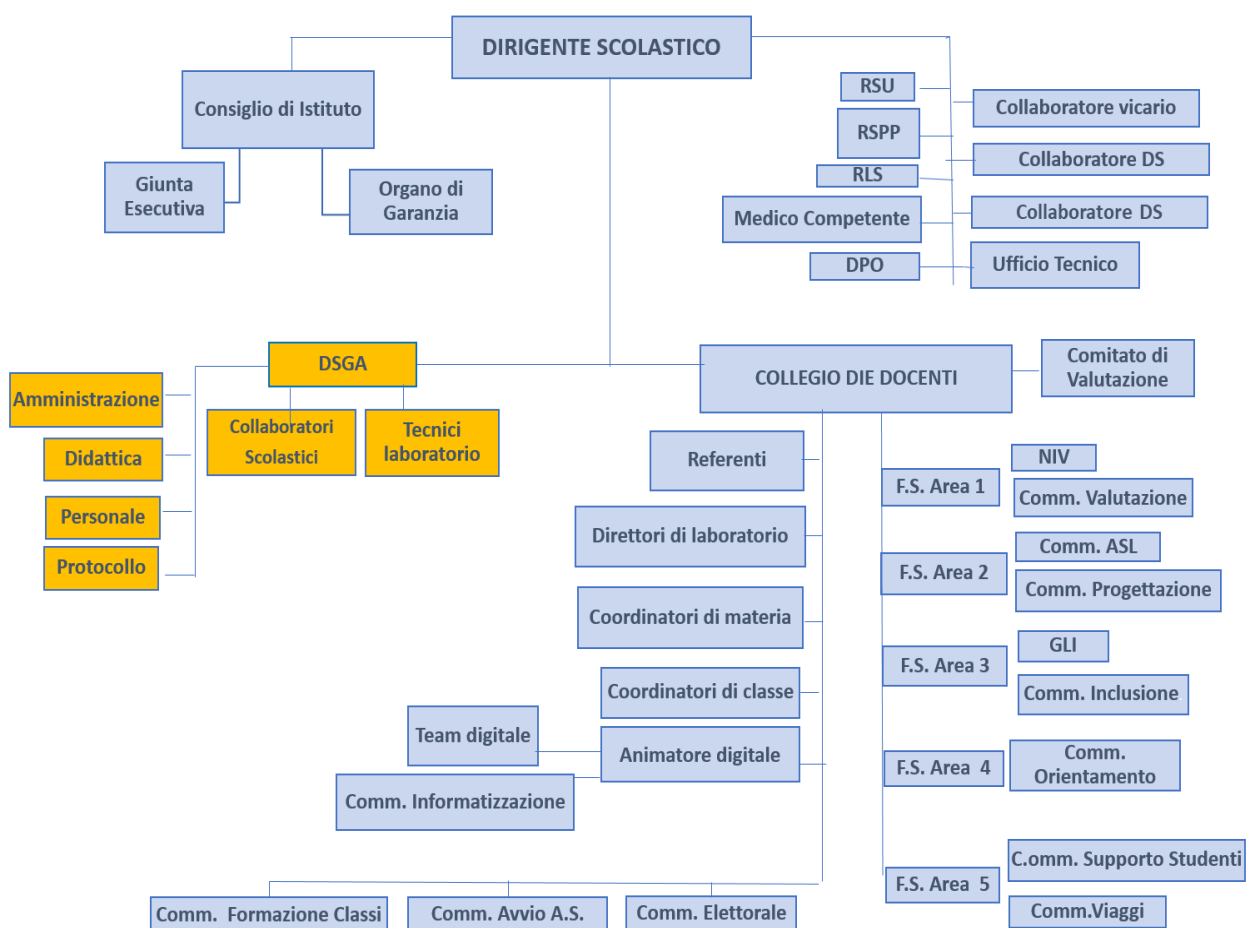 DIRIGENTE SCOLASTICO
Consiglio di Istituto
Giunta
Esecutiva
Organo di
Garanzia
RSU
RSPP
RLS
Medico Competente
DPO
Collaboratore vicario
Collaboratore DS
Collaboratore DS
Ufficio Tecnico
DSGA
Amministrazione
Didattica
Personale
Protocollo
Collaboratori
Scolastici
Tecnici
laboratorio
COLLEGIO DIE DOCENTI
Comitato di
Valutazione
Referenti
Direttori di laboratorio
Coordinatori di materia
Coordinatori di classe
Animatore digitale
Team digitale
Comm. Informatizzazione
Comm. Formazione Classi
Comm. Avvio A.S.
Comm. Elettorale
F.S. Area 1
NIV
Comm. Valutazione
F.S. Area 2
Comm. ASL
Comm. Progettazione
F.S. Area 3
GLI
Comm. Inclusione.
F.S. Area 4
Comm.
Orientamento
F.S. Area 5
C.omm. Supporto Studenti
Comm.Viaggi